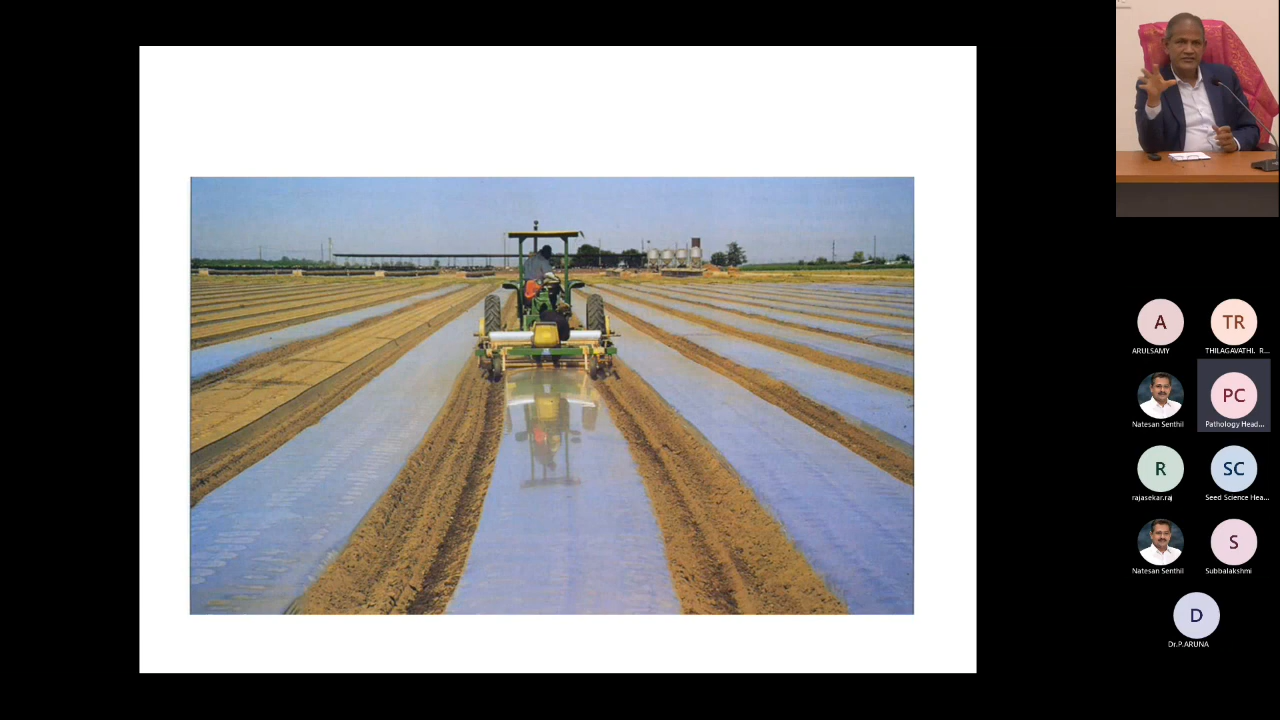 A
TR
ARULSAMY
THILAGAVATHI. R...
PC
Natesan Senthil
Pathology Head...
R
SC
rajasekar.raj
Seed Science Hea...
S
Natesan Senthil
Subbalakshmi
D
Dr.P.ARUNA